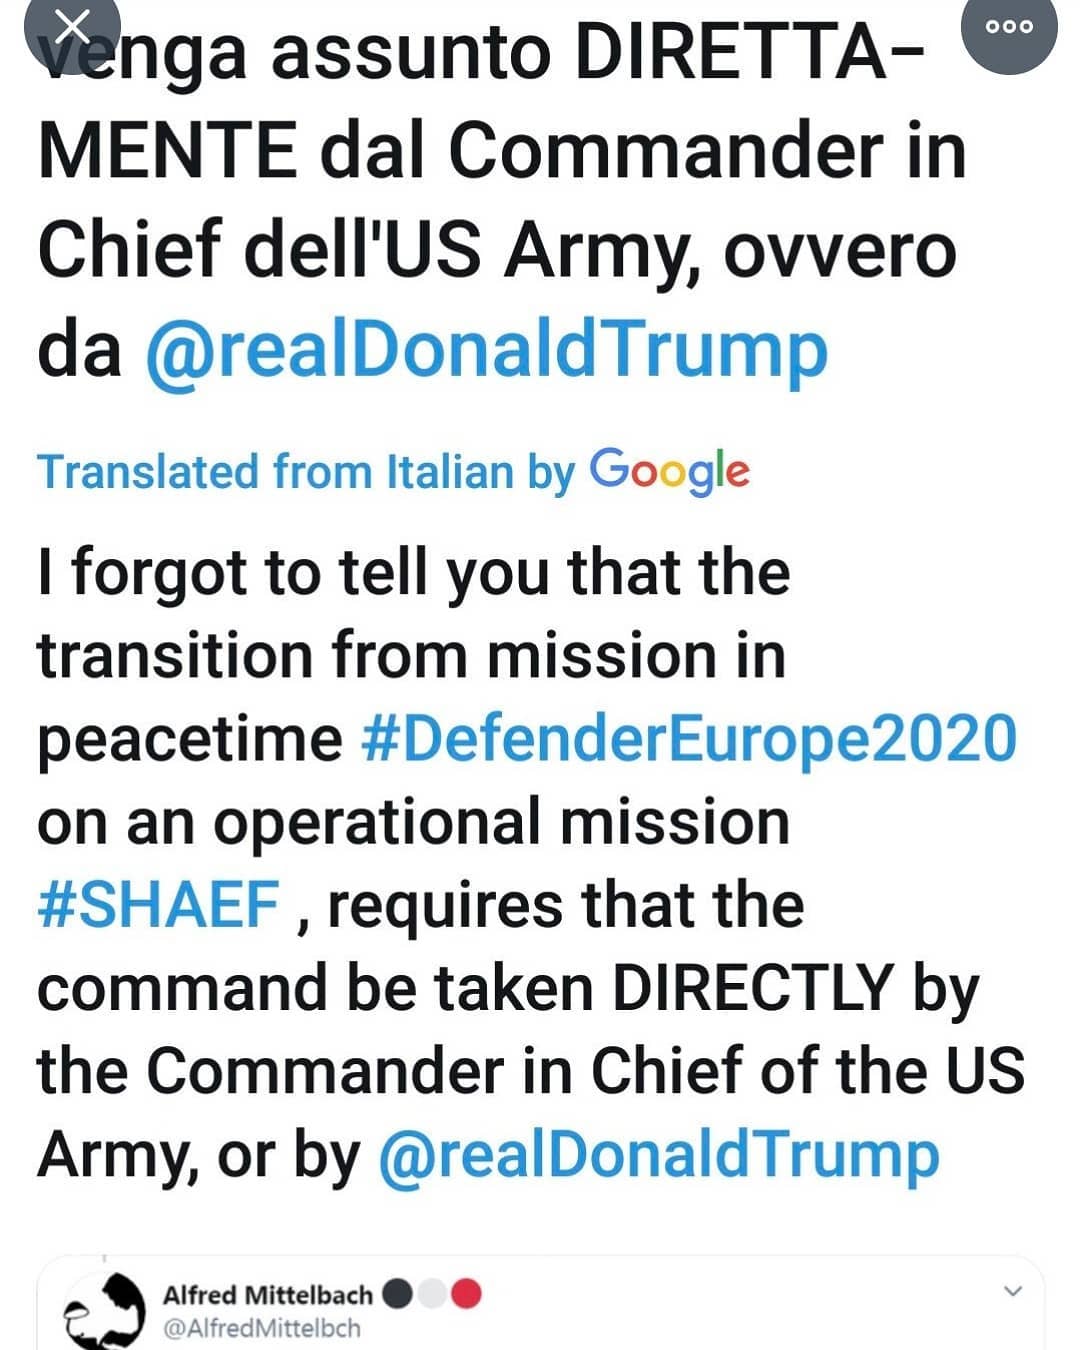 venga assunto DIRETTA-
MENTE dal Commander in
Chief dell'US Army, ovvero
da @realDonaldTrump
Translated from Italian by Google
I forgot to tell you that the
transition from mission in
peacetime #DefenderEurope2020
on an operational mission
#SHAEF , requires that the
command be taken DIRECTLY by
the Commander in Chief of the US
Army, or by @realDonaldTrump
Alfred Mittelbach
@AlfredMittelbch